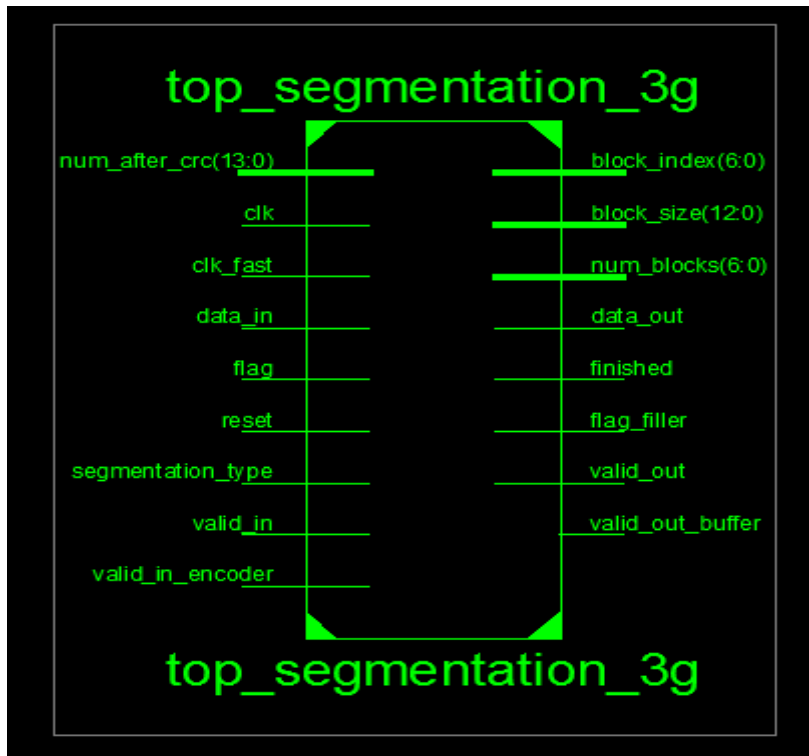 top_segmentation_3g
num_after_crc(13:0)
clk
clk_fast
data_in
flag
reset
segmentation_type
valid_in
valid_in_encoder
block_index(6:0)
block_size(12:0)
num_blocks(6:0)
data_out
finished
flag_filler
valid_out
valid_out_buffer
top_segmentation_3g